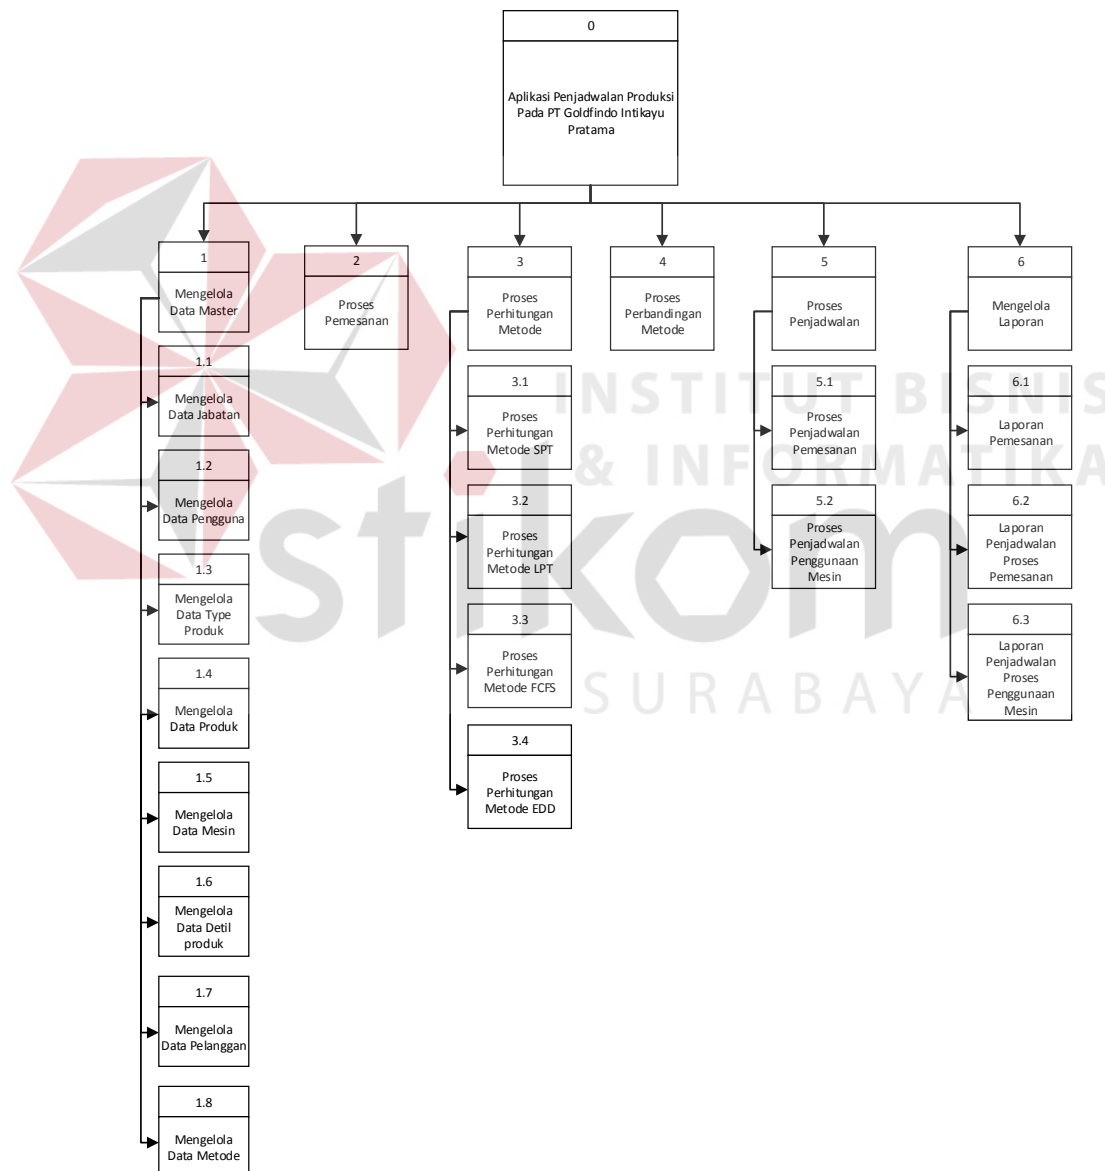 0
Aplikasi Penjadwalan Produksi
Pada PT Goldfindo Intikayu
Pratama
1
Mengelola
Data Master
2
Proses
Pemesanan
3
Proses
Perhitungan
Metode
4
Proses
Perbandingan
Metode
5
Proses
Penjadwalan
6
Mengelola
Laporan
1.1
Mengelola
Data Jabatan
1.2
Mengelola
Data Pengguna
1.3
Mengelola
Data Type
Produk
1.4
Mengelola
Data Produk
1.5
Mengelola
Data Mesin
1.6
Mengelola
Data Detil
produk
1.7
Mengelola
Data Pelanggan
1.8
Mengelola
Data Metode
3.1
Proses
Perhitungan
Metode SPT
3.2
Proses
Perhitungan
Metode LPT
3.3
Proses
Perhitungan
Metode FCFS
3.4
Proses
Perhitungan
Metode EDD
5.1
Proses
Penjadwalan
Pemesanan
5.2
Proses
Penjadwalan
Penggunaan
Mesin
6.1
Laporan
Pemesanan
6.2
Laporan
Penjadwalan
Proses
Pemesanan
6.3
Laporan
Penjadwalan
Proses
Penggunaan
Mesin
INSTITUT BISNIS
& INFORMATIKA
stikom
SURABAYA